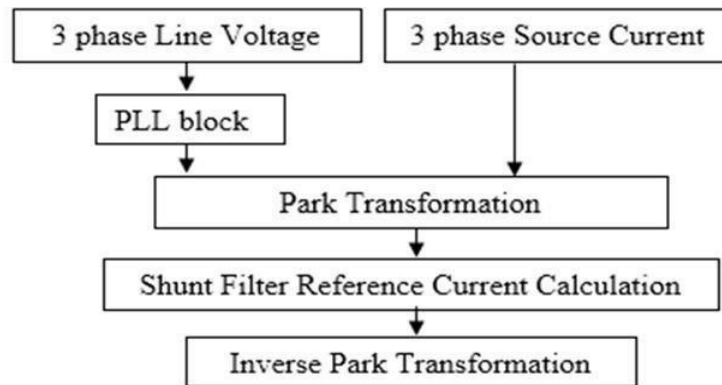 3 phase Line Voltage
3 phase Source Current
PLL block
Park Transformation
Shunt Filter Reference Current Calculation
Inverse Park Transformation